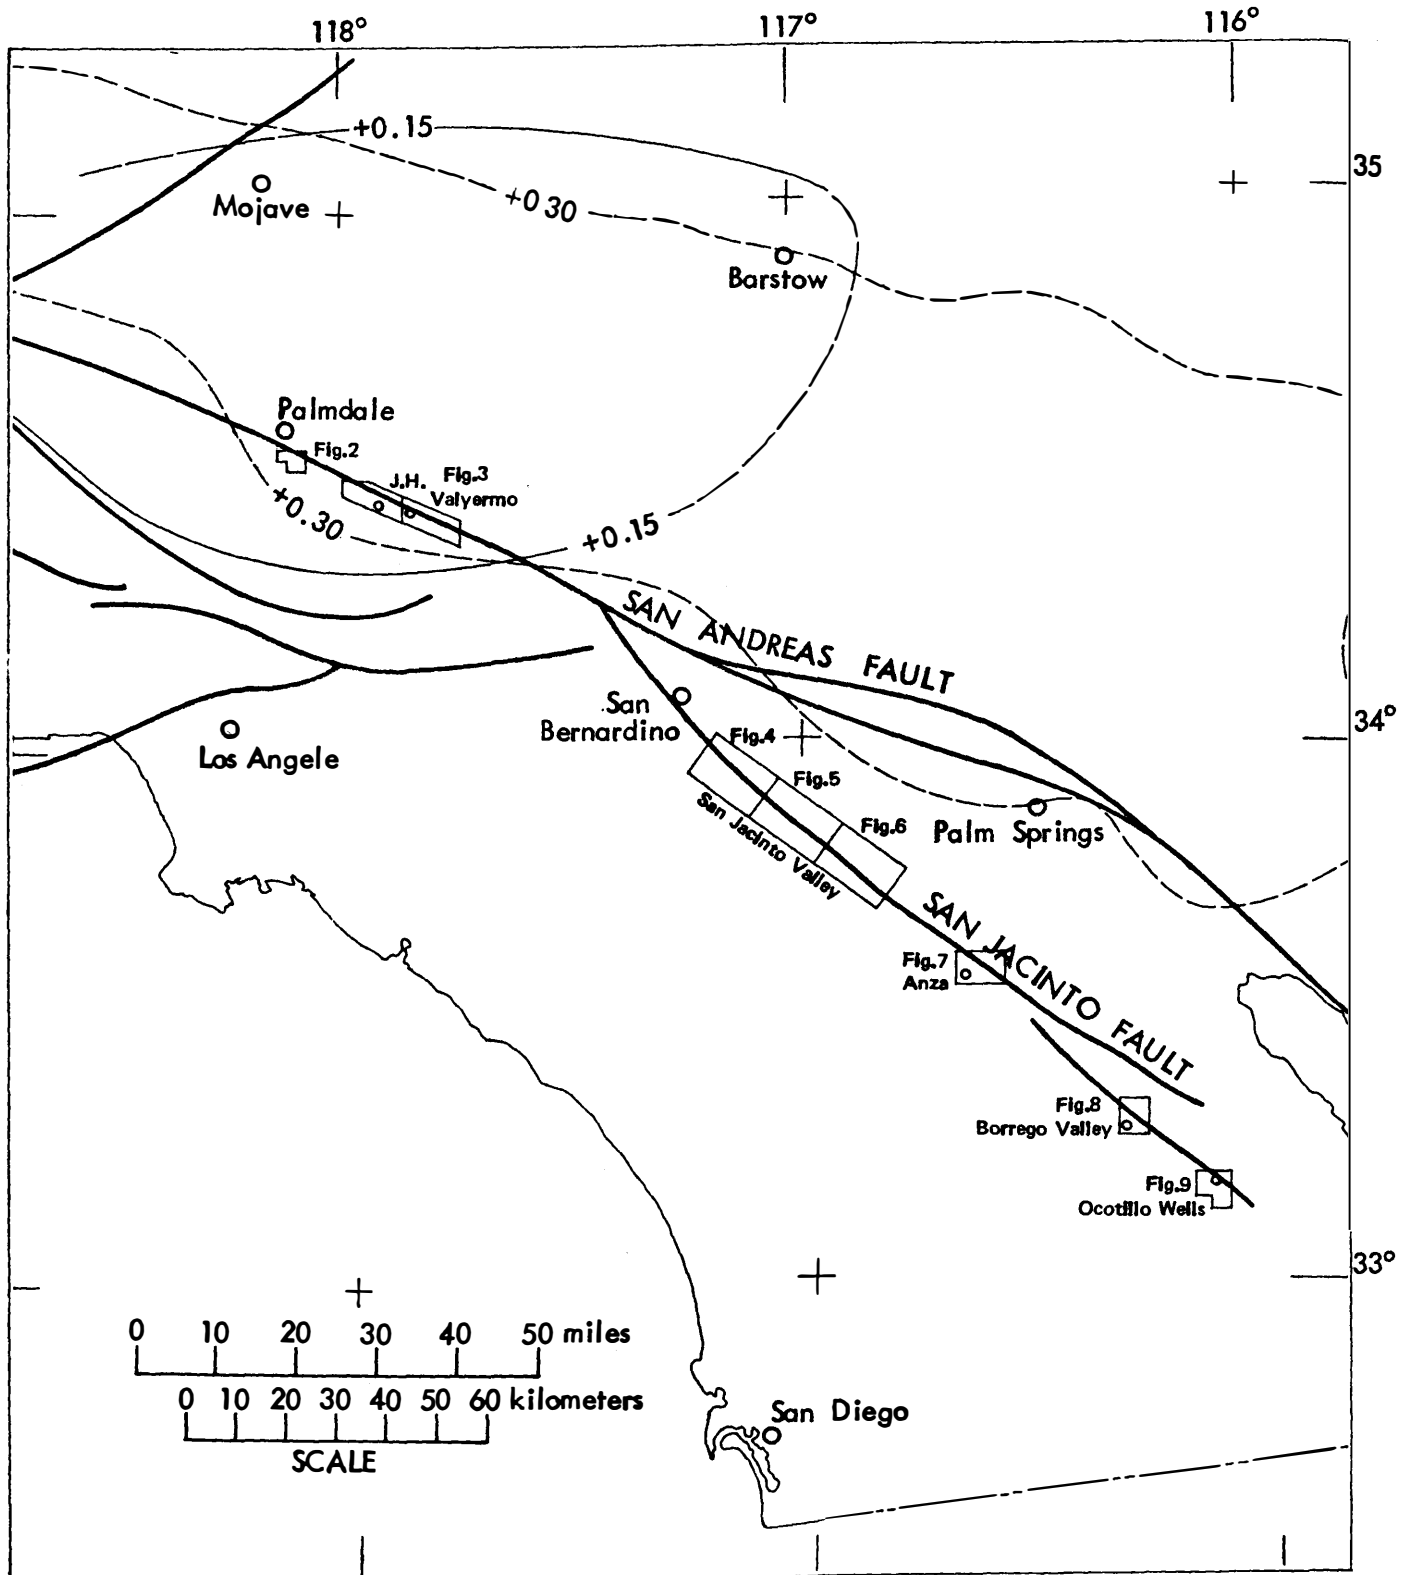 118°
117°
116°
+0.15
35
Mojave
+0 30
Barstow
Palmdale
Fig.2
J.H.
Fig.3
Valyermo
+0.30
+0.15
SAN ANDREAS FAULT
San
Bernardino
34°
Los Angele
Fig.4
Fig.5
Fig.6
San Jacinto Valley
Palm Springs
SAN JACINTO FAULT
Fig.7
Anza
Fig.8
Borrego Valley
Fig.9
Ocotillo Wells
33°
0 10 20 30 40 50 miles
0 10 20 30 40 50 60 kilometers
SCALE
San Diego